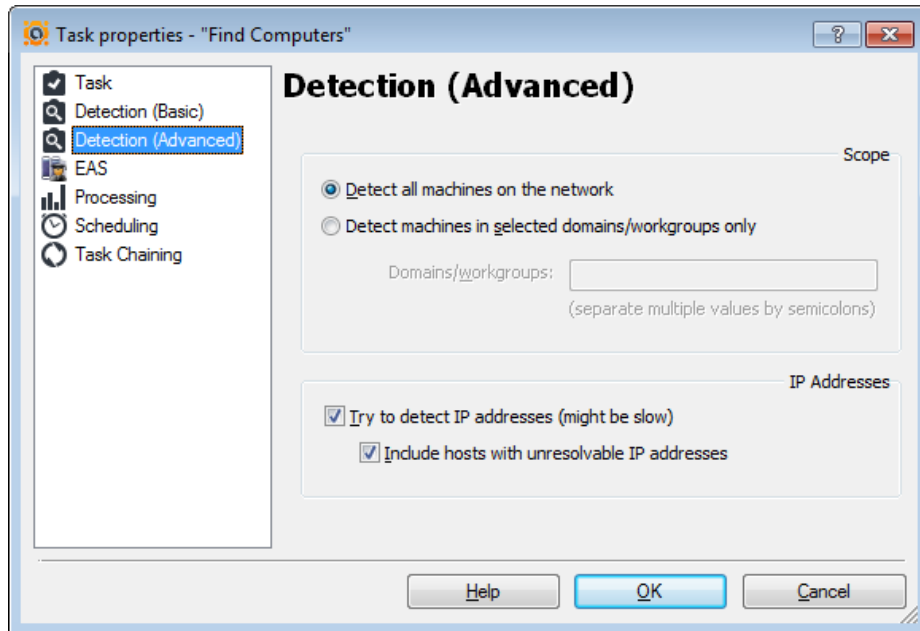 Task properties - "Find Computers"
Task
Detection (Basic)
Detection (Advanced)
EAS
Processing
Scheduling
Task Chaining
Detection (Advanced)
Scope
Detect all machines on the network
Detect machines in selected domains/workgroups only
Domains/workgroups:
(separate multiple values by semicolons)
IP Addresses
Try to detect IP addresses (might be slow)
Include hosts with unresolvable IP addresses
Help
OK
Cancel